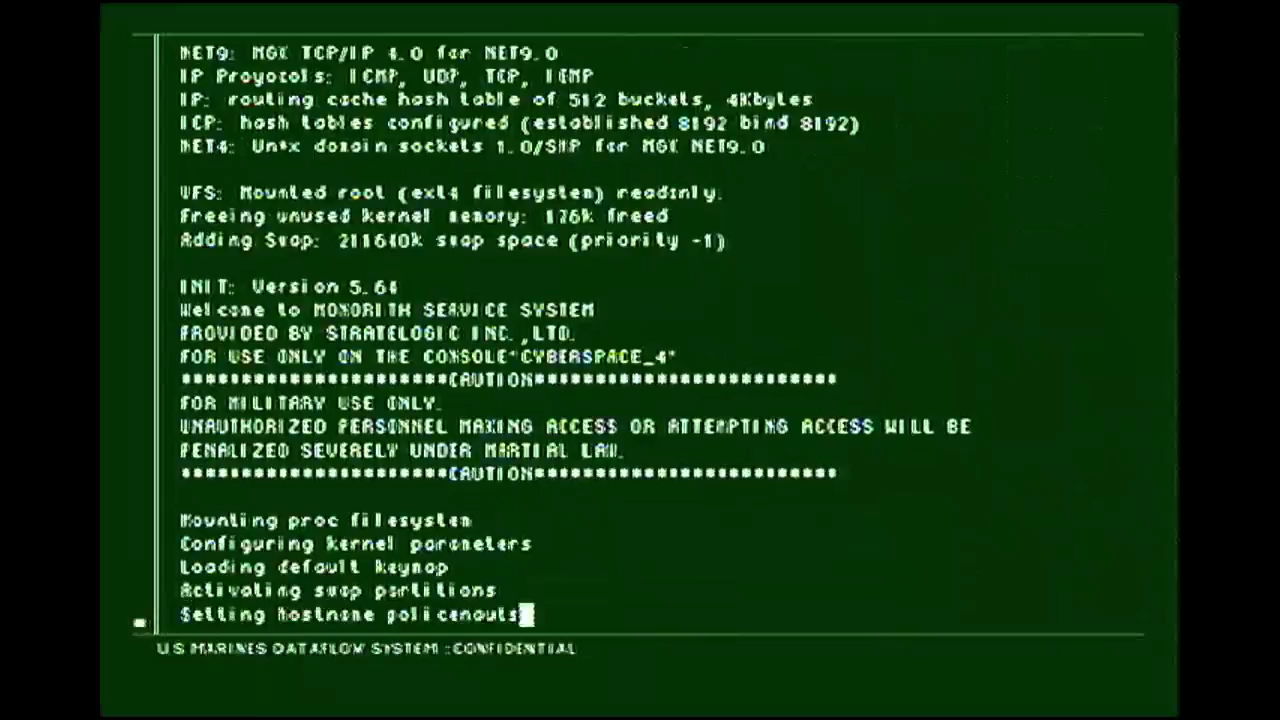 NET9: MGC TCP/IP 4.0 for NET9.0
IP Proyocols: ICMP, UDP, TCP, IGMP
IP: routing cache hash table of 512 buckets, 4Kbytes
TCP: hash tables configured (established 8192 bind 8192)
NET4: Unix domain sockets 1.0/SMP for MGC NET9.0
VFS: Mounted root (ext4 filesystem) readonly.
Freeing unused kernel memory: 176k freed
Adding Swap: 211640k swap space (priority -1)
INIT: Version 5.64
Welcome to MONORITH SERVICE SYSTEM
PROVIDED BY STRATELOGIC INC.,LTD.
FOR USE ONLY ON THE CONSOLE"CYBERSPACE_4"
**********************CAUTION*************************
FOR MILITARY USE ONLY.
UNAUTHORIZED PERSONNEL MAKING ACCESS OR ATTEMPTING ACCESS WILL BE
PENALIZED SEVERELY UNDER MARTIAL LAW.
**********************CAUTION*************************
Mounting proc filesystem
Configuring kernel parameters
Loading default keymap
Activating swap partitions
Setting hostname policenauts
U S MARINES DATAFLOW SYSTEM ::CONFIDENTIAL